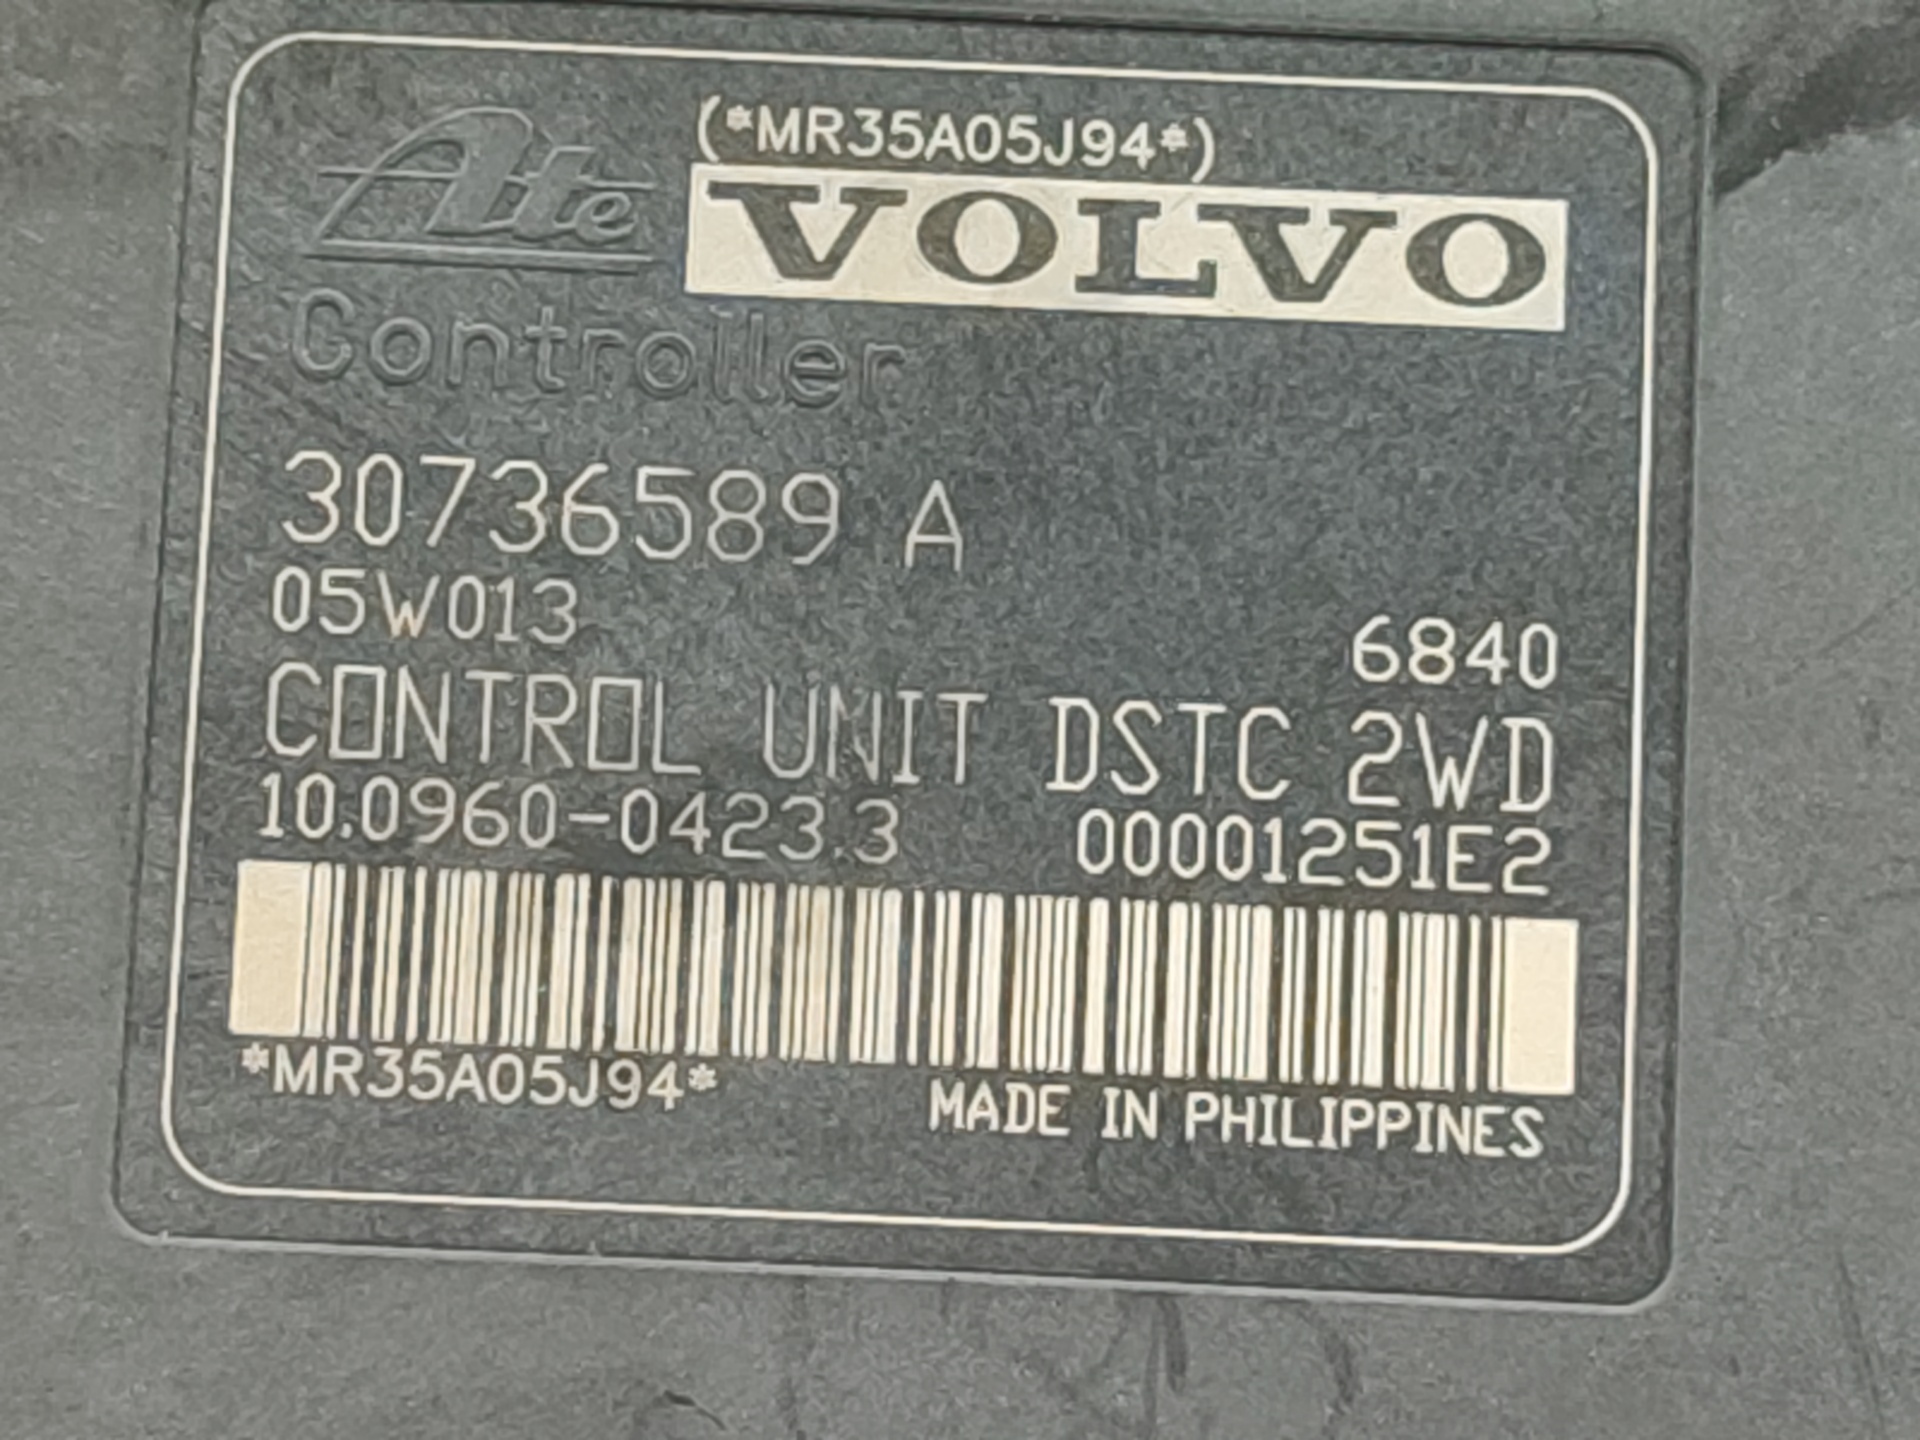 (*MR35A05J94*)
Ate VOLVO
Controller
30736589 A
05W013 6840
CONTROL UNIT DSTC 2WD
10.0960-0423.3 00001251E2
*MR35A05J94*
MADE IN PHILIPPINES